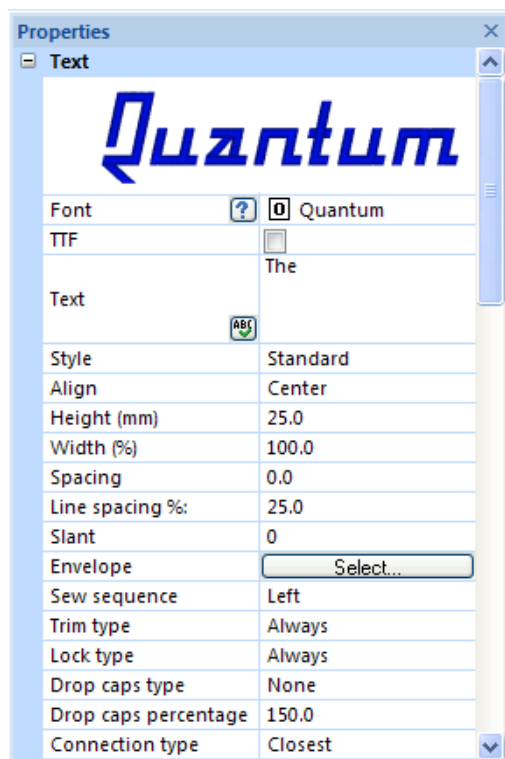 Properties
Text
Quantum
Font ? O Quantum
TTF
The
Text
ABC
Style Standard
Align Center
Height (mm) 25.0
Width (%) 100.0
Spacing 0.0
Line spacing %: 25.0
Slant 0
Envelope Select...
Sew sequence Left
Trim type Always
Lock type Always
Drop caps type None
Drop caps percentage 150.0
Connection type Closest